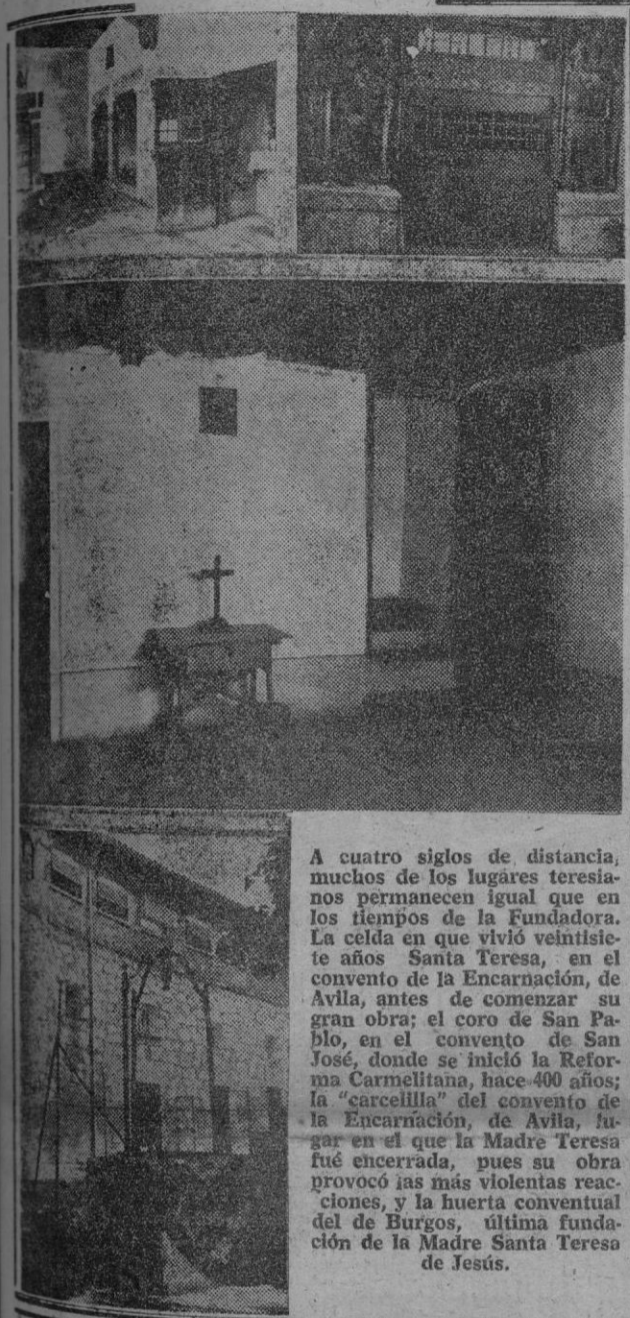 A cuatro siglos de distancia,
muchos de los lugáres teresia-
nos permanecen igual que en
los tiempos de la Fundadora.
La celda en que vivió veintisie-
te años Santa Teresa, en el
convento de la Encarnación, de
Avila, antes de comenzar su
gran obra; el coro de San Pa-
blo, en el convento de San
José, donde se inició la Refor-
ma Carmelitana, hace 400 años;
la "carcelilla" del convento de
la Encarnación, de Avila, lu-
gar en el que la Madre Teresa
fué encerrada, pues su obra
provocó las más violentas reac-
ciones, y la huerta conventual
del de Burgos, última funda-
ción de la Madre Santa Teresa
de Jesús.